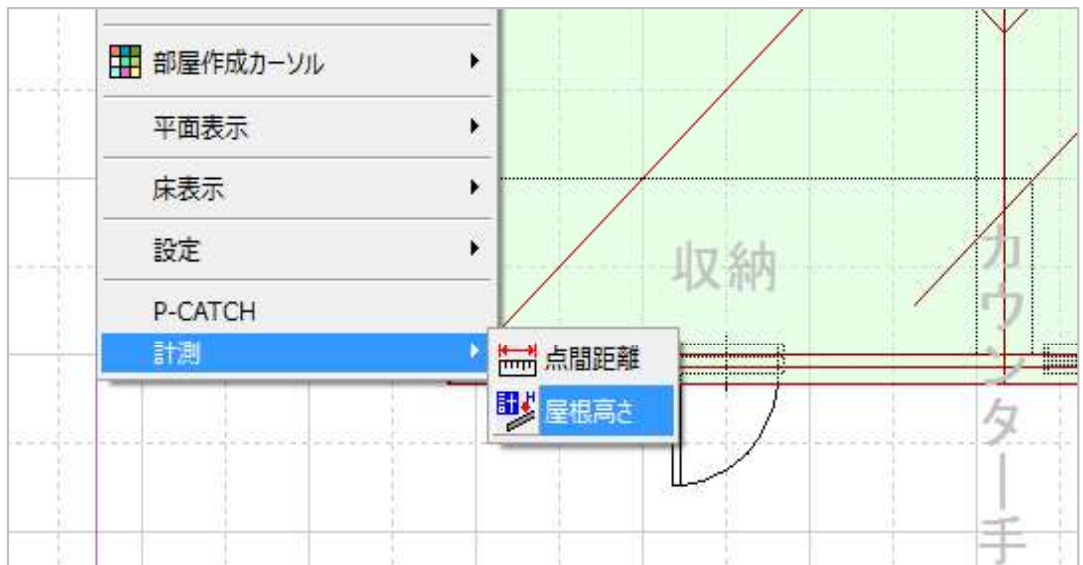 部屋作成カーソル
平面表示
床表示
設定
P-CATCH
計測
点間距離
計 H 屋根高さ
収納
カウンター手